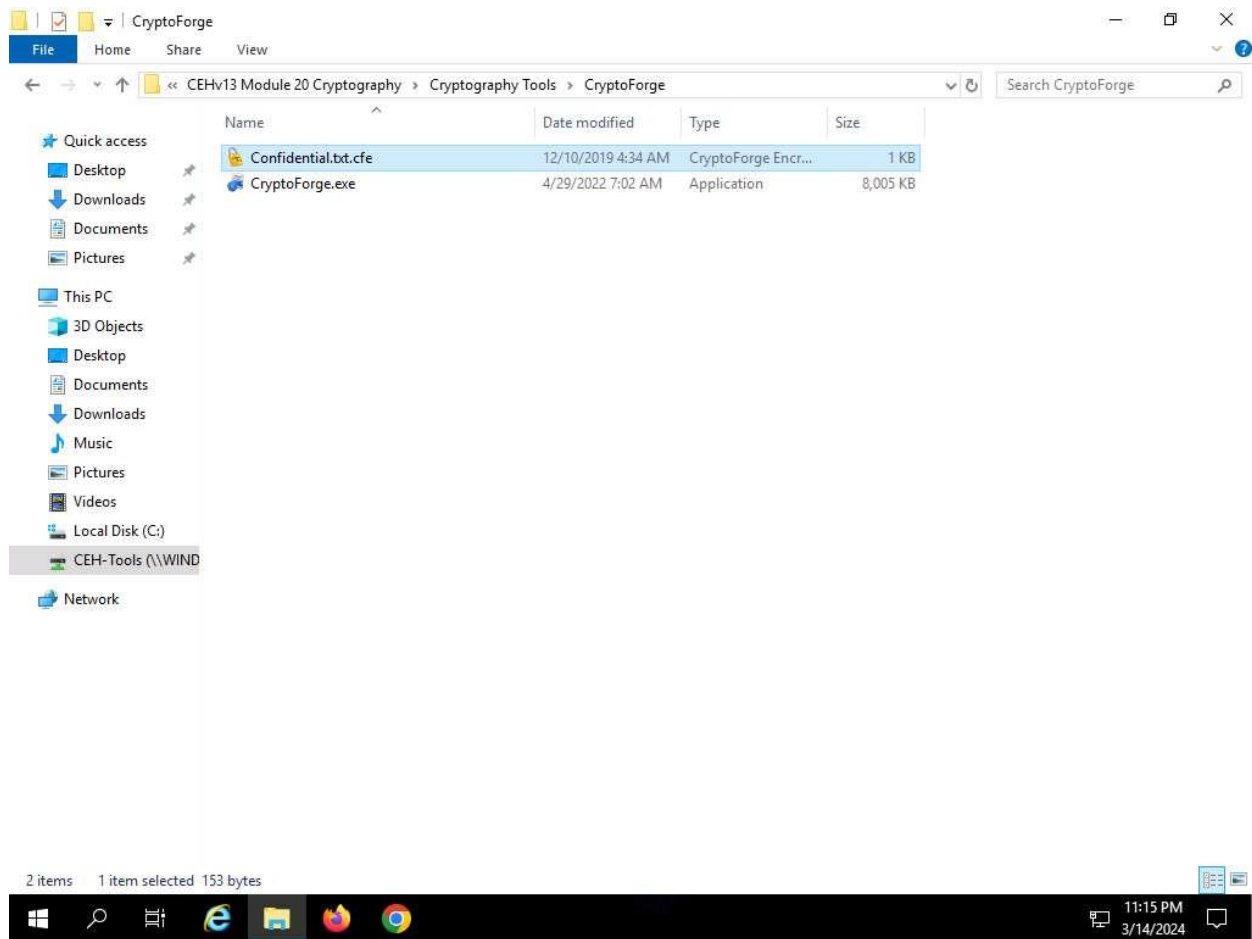 CryptoForge
File Home Share View
« CEHv13 Module 20 Cryptography › Cryptography Tools › CryptoForge
Search CryptoForge
Name Date modified Type Size
Confidential.txt.cfe 12/10/2019 4:34 AM CryptoForge Encr... 1 KB
CryptoForge.exe 4/29/2022 7:02 AM Application 8,005 KB
Quick access
Desktop
Downloads
Documents
Pictures
This PC
3D Objects
Desktop
Documents
Downloads
Music
Pictures
Videos
Local Disk (C:)
CEH-Tools (\\WIND
Network
2 items 1 item selected 153 bytes
11:15 PM
3/14/2024